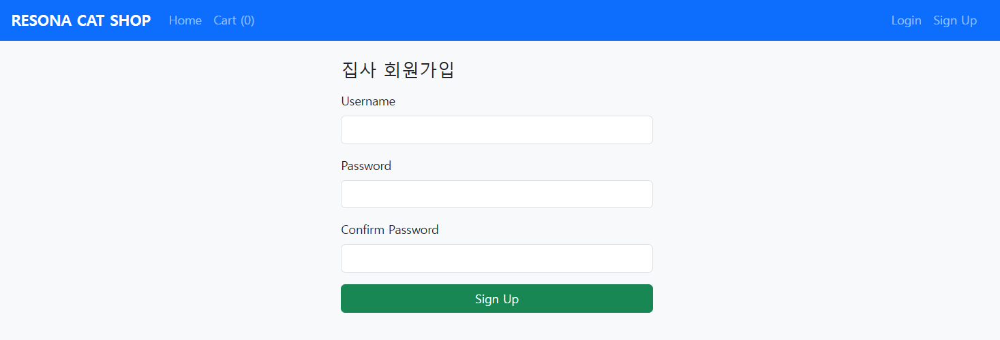 RESONA CAT SHOP Home Cart (0) Login Sign Up
집사 회원가입
Username
Password
Confirm Password
Sign Up